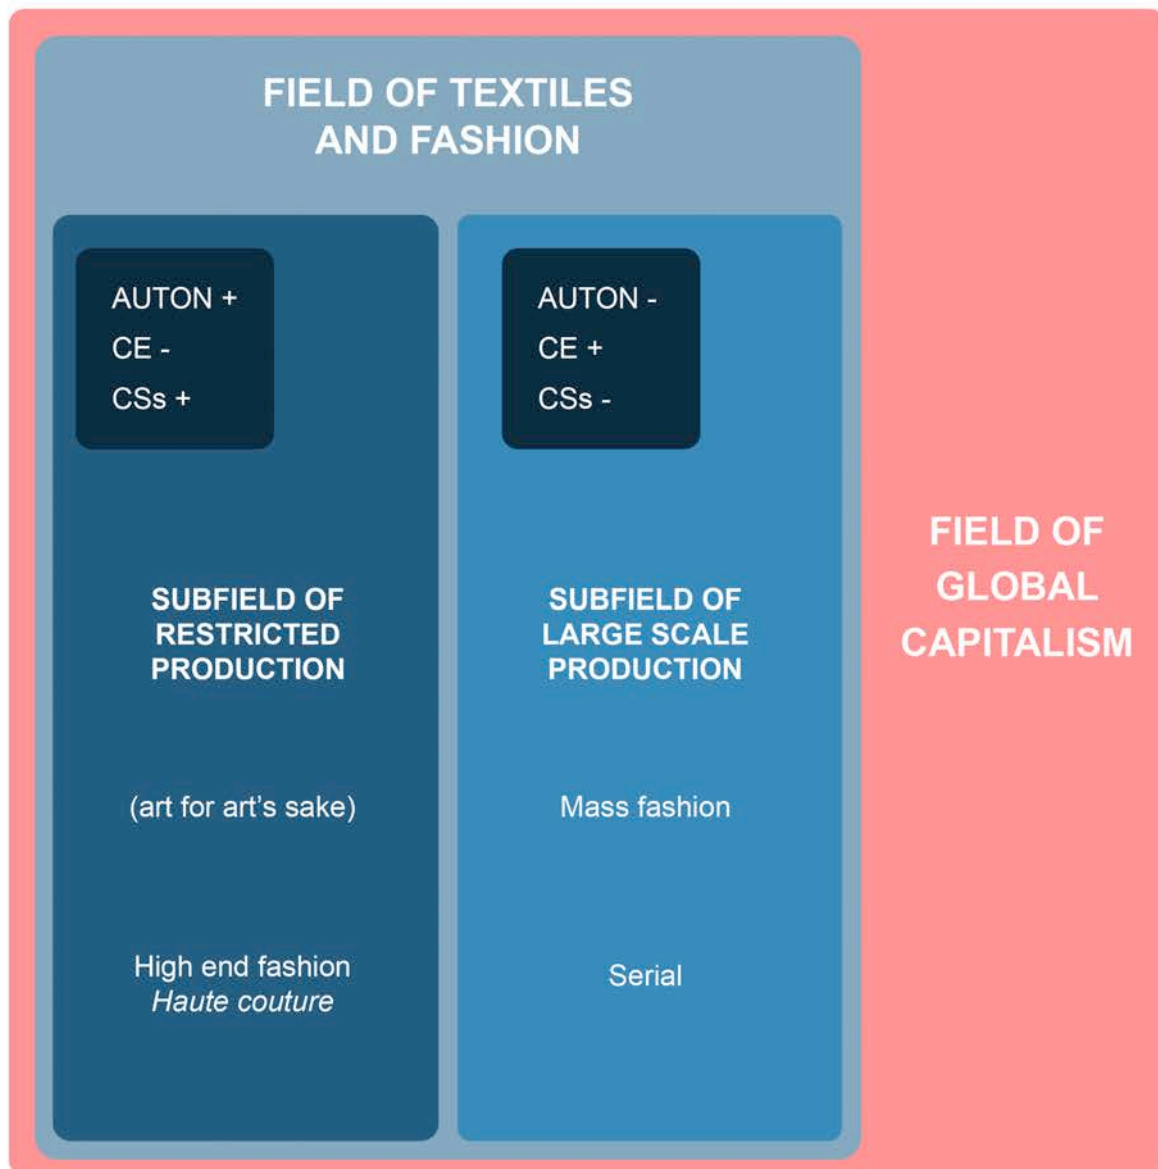 FIELD OF TEXTILES
AND FASHION
AUTON +
CE -
CSs +
SUBFIELD OF
RESTRICTED
PRODUCTION
(art for art's sake)
High end fashion
Haute couture
AUTON -
CE +
CSs -
SUBFIELD OF
LARGE SCALE
PRODUCTION
Mass fashion
Serial
FIELD OF
GLOBAL
CAPITALISM